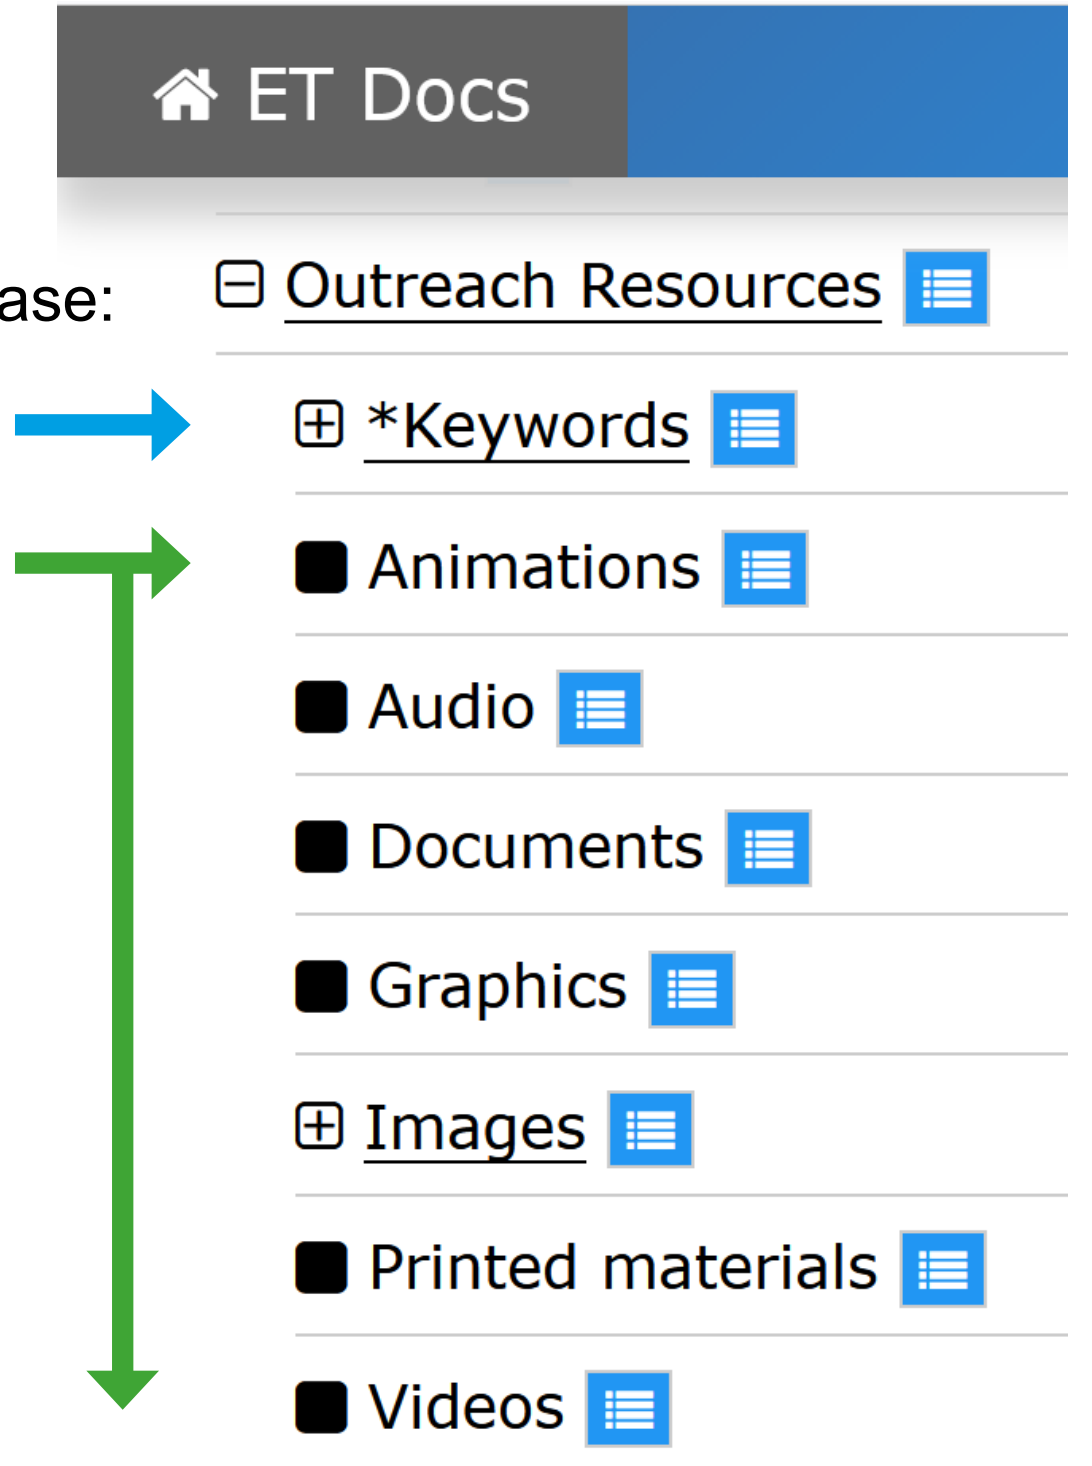 ET Docs
ase:
Outreach Resources
*Keywords
Animations
Audio
Documents
Graphics
Images
Printed materials
Videos